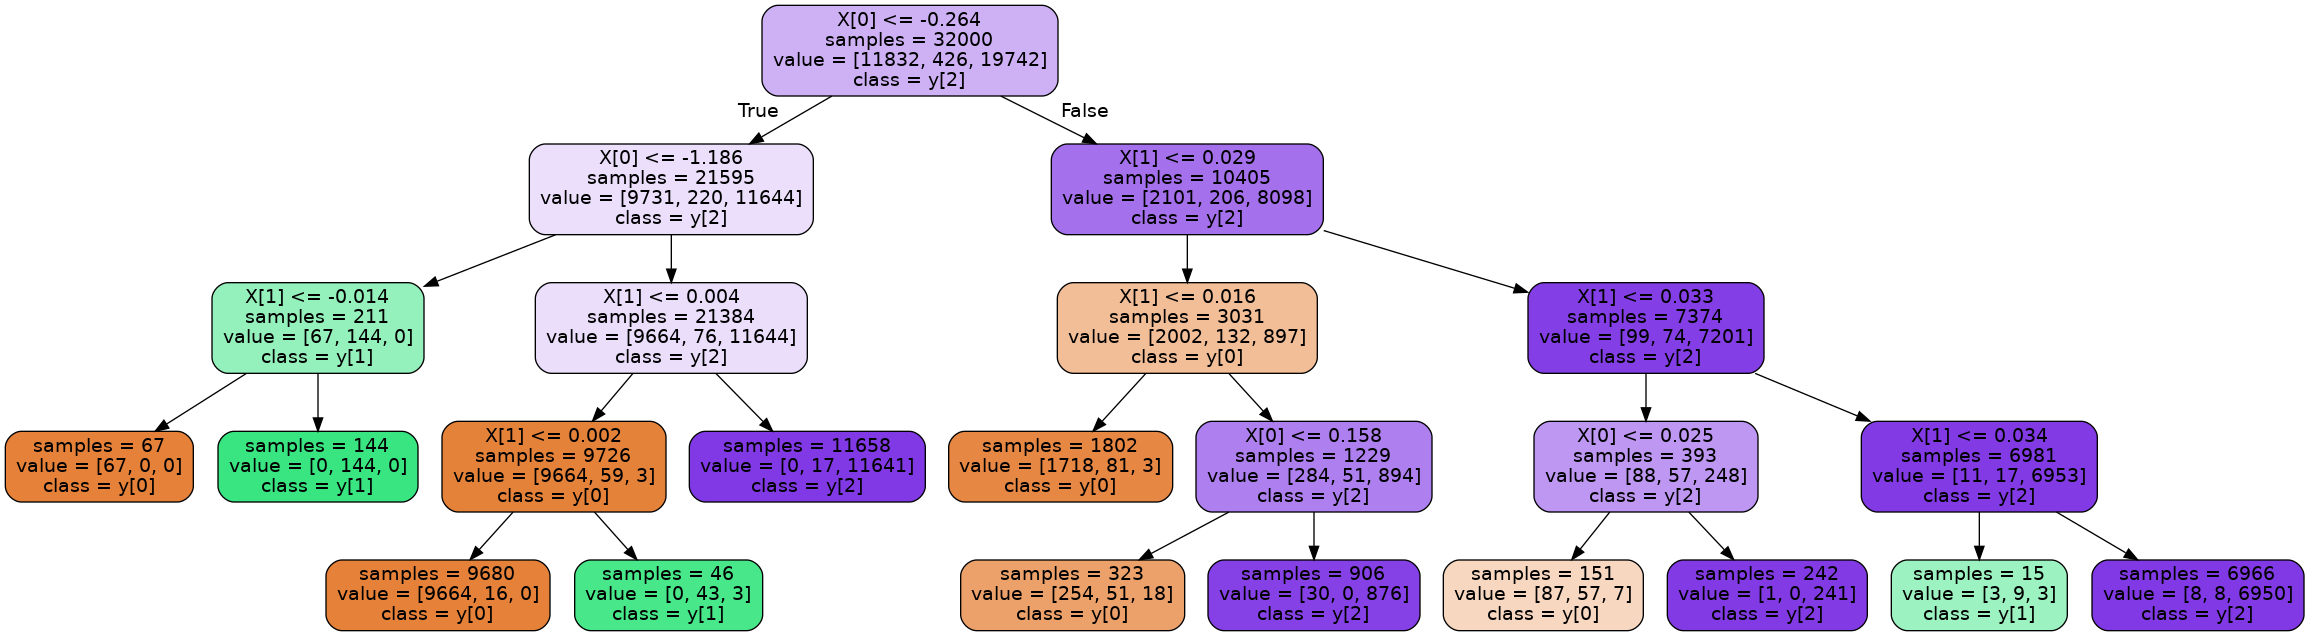 X[0] <= -0.264
samples = 32000
value = [11832, 426, 19742]
class = y[2]
True
False
X[0] <= -1.186
samples = 21595
value = [9731, 220, 11644]
class = y[2]
X[1] <= 0.029
samples = 10405
value = [2101, 206, 8098]
class = y[2]
X[1] <= -0.014
samples = 211
value = [67, 144, 0]
class = y[1]
X[1] <= 0.004
samples = 21384
value = [9664, 76, 11644]
class = y[2]
X[1] <= 0.016
samples = 3031
value = [2002, 132, 897]
class = y[0]
X[1] <= 0.033
samples = 7374
value = [99, 74, 7201]
class = y[2]
samples = 67
value = [67, 0, 0]
class = y[0]
samples = 144
value = [0, 144, 0]
class = y[1]
X[1] <= 0.002
samples = 9726
value = [9664, 59, 3]
class = y[0]
samples = 11658
value = [0, 17, 11641]
class = y[2]
samples = 1802
value = [1718, 81, 3]
class = y[0]
X[0] <= 0.158
samples = 1229
value = [284, 51, 894]
class = y[2]
X[0] <= 0.025
samples = 393
value = [88, 57, 248]
class = y[2]
X[1] <= 0.034
samples = 6981
value = [11, 17, 6953]
class = y[2]
samples = 9680
value = [9664, 16, 0]
class = y[0]
samples = 46
value = [0, 43, 3]
class = y[1]
samples = 323
value = [254, 51, 18]
class = y[0]
samples = 906
value = [30, 0, 876]
class = y[2]
samples = 151
value = [87, 57, 7]
class = y[0]
samples = 242
value = [1, 0, 241]
class = y[2]
samples = 15
value = [3, 9, 3]
class = y[1]
samples = 6966
value = [8, 8, 6950]
class = y[2]